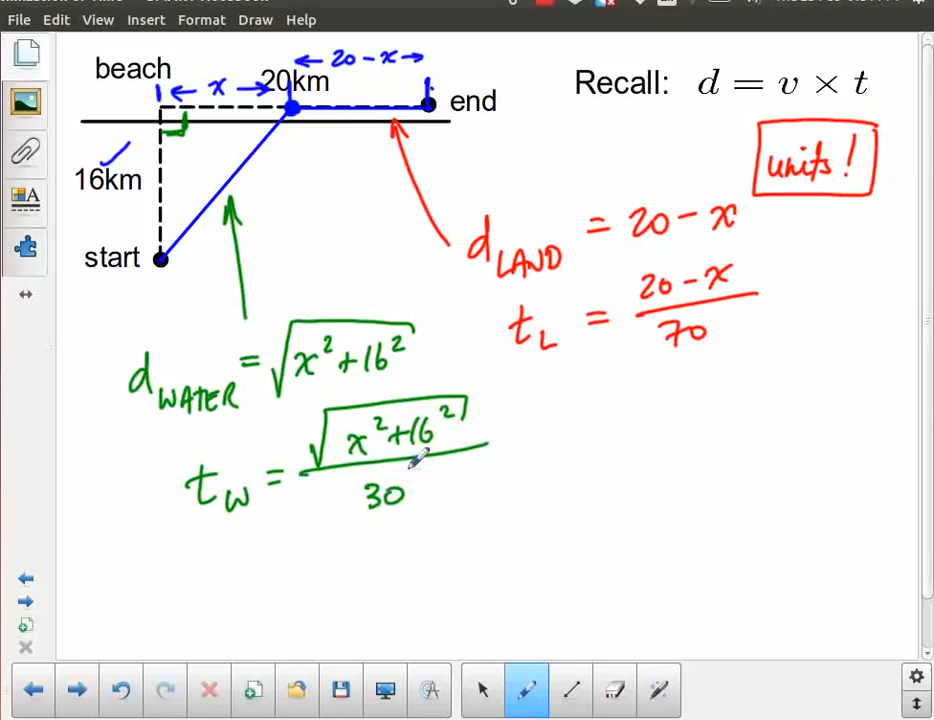 File Edit View Insert Format Draw Help
beach
x
20km
20-x
end
Recall: d = v × t
units!
16km
start
d_LAND = 20-x
t_L = (20-x)/70
d_WATER = √(x²+16²)
t_W = √(x²+16²)/30